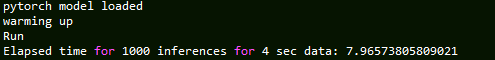 pytorch model loaded
warming up
Run
Elapsed time for 1000 inferences for 4 sec data: 7.96573805809021